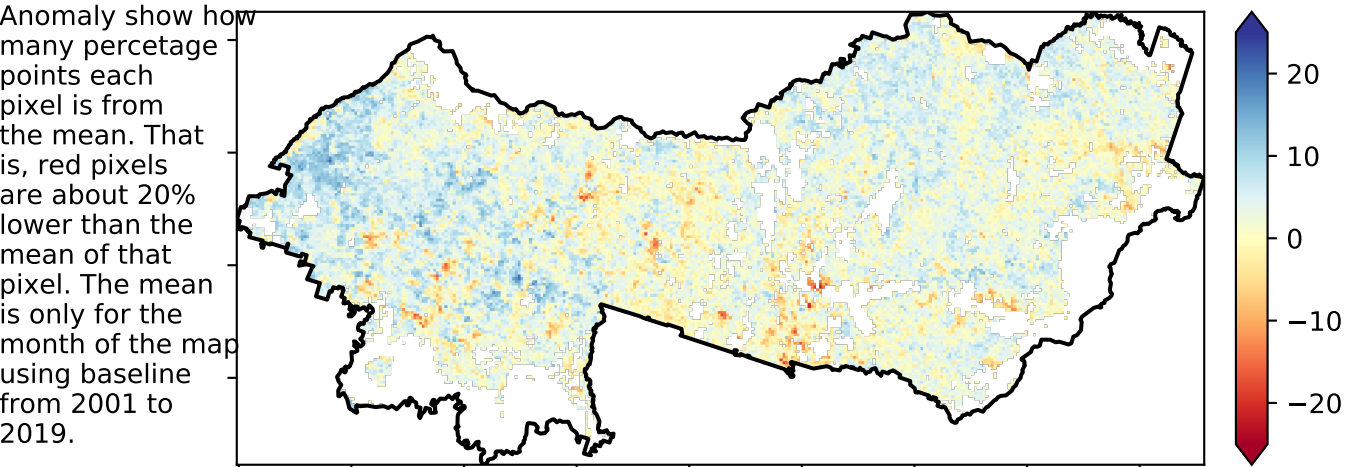 Anomaly show how
many percetage
points each
pixel is from
the mean. That
is, red pixels
are about 20%
lower than the
mean of that
pixel. The mean
is only for the
month of the map
using baseline
from 2001 to
2019.
20
10
0
−10
−20